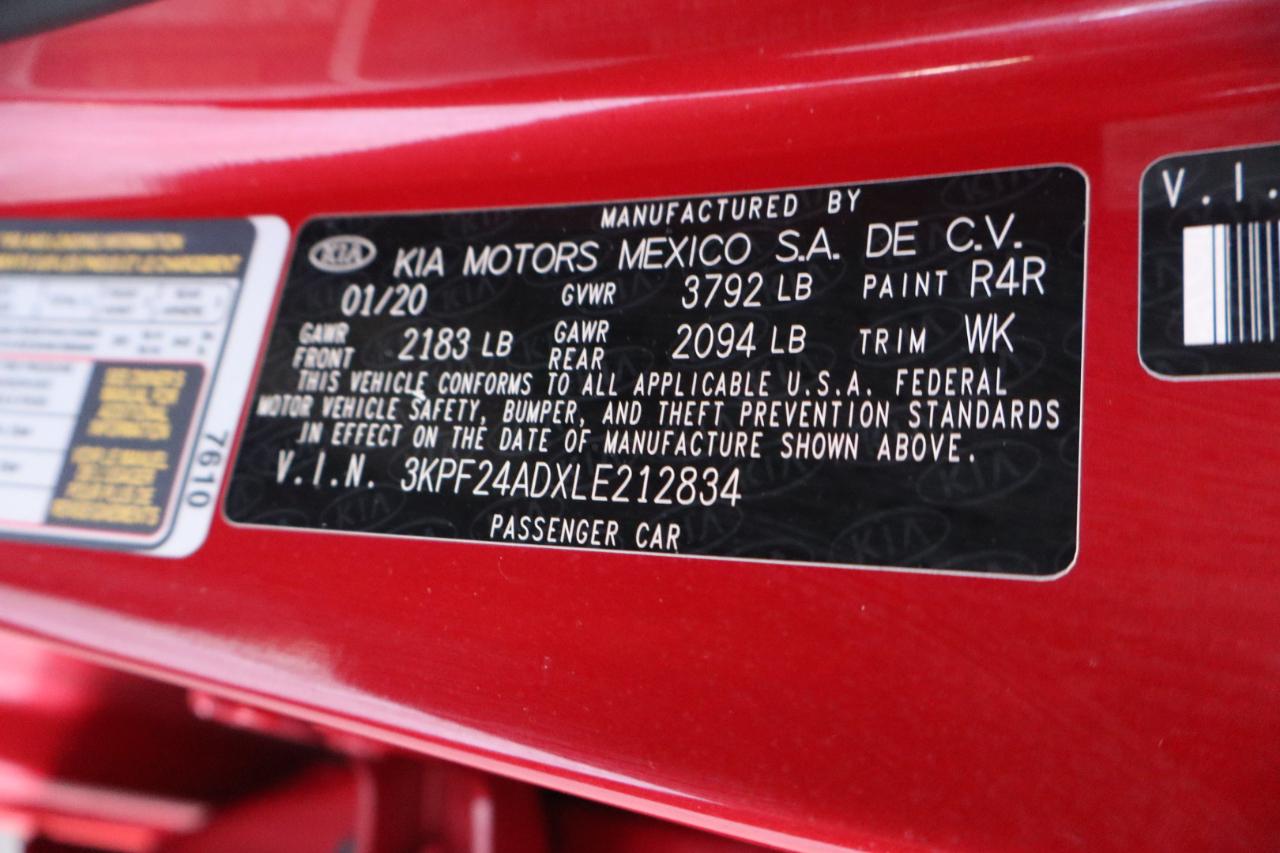 MANUFACTURED BY
KIA KIA MOTORS MEXICO S.A. DE C.V.
01/20 GVWR 3792 LB PAINT R4R
GAWR FRONT 2183 LB GAWR REAR 2094 LB TRIM WK
THIS VEHICLE CONFORMS TO ALL APPLICABLE U.S.A. FEDERAL
MOTOR VEHICLE SAFETY, BUMPER, AND THEFT PREVENTION STANDARDS
IN EFFECT ON THE DATE OF MANUFACTURE SHOWN ABOVE.
V.I.N. 3KPF24ADXLE212834
PASSENGER CAR
7610
V.I.